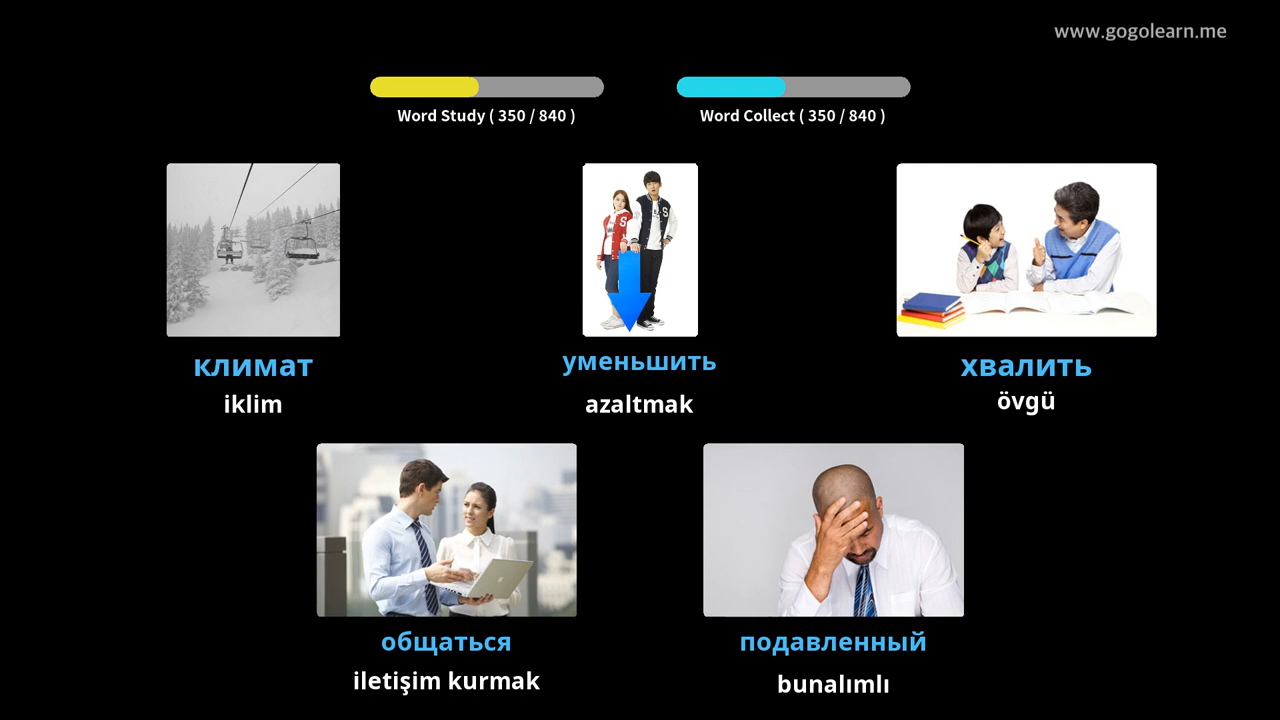 www.gogolearn.me
Word Study ( 350 / 840 )
Word Collect ( 350 / 840 )
климат
iklim
уменьшить
azaltmak
хвалить
övgü
общаться
iletişim kurmak
подавленный
bunalımlı